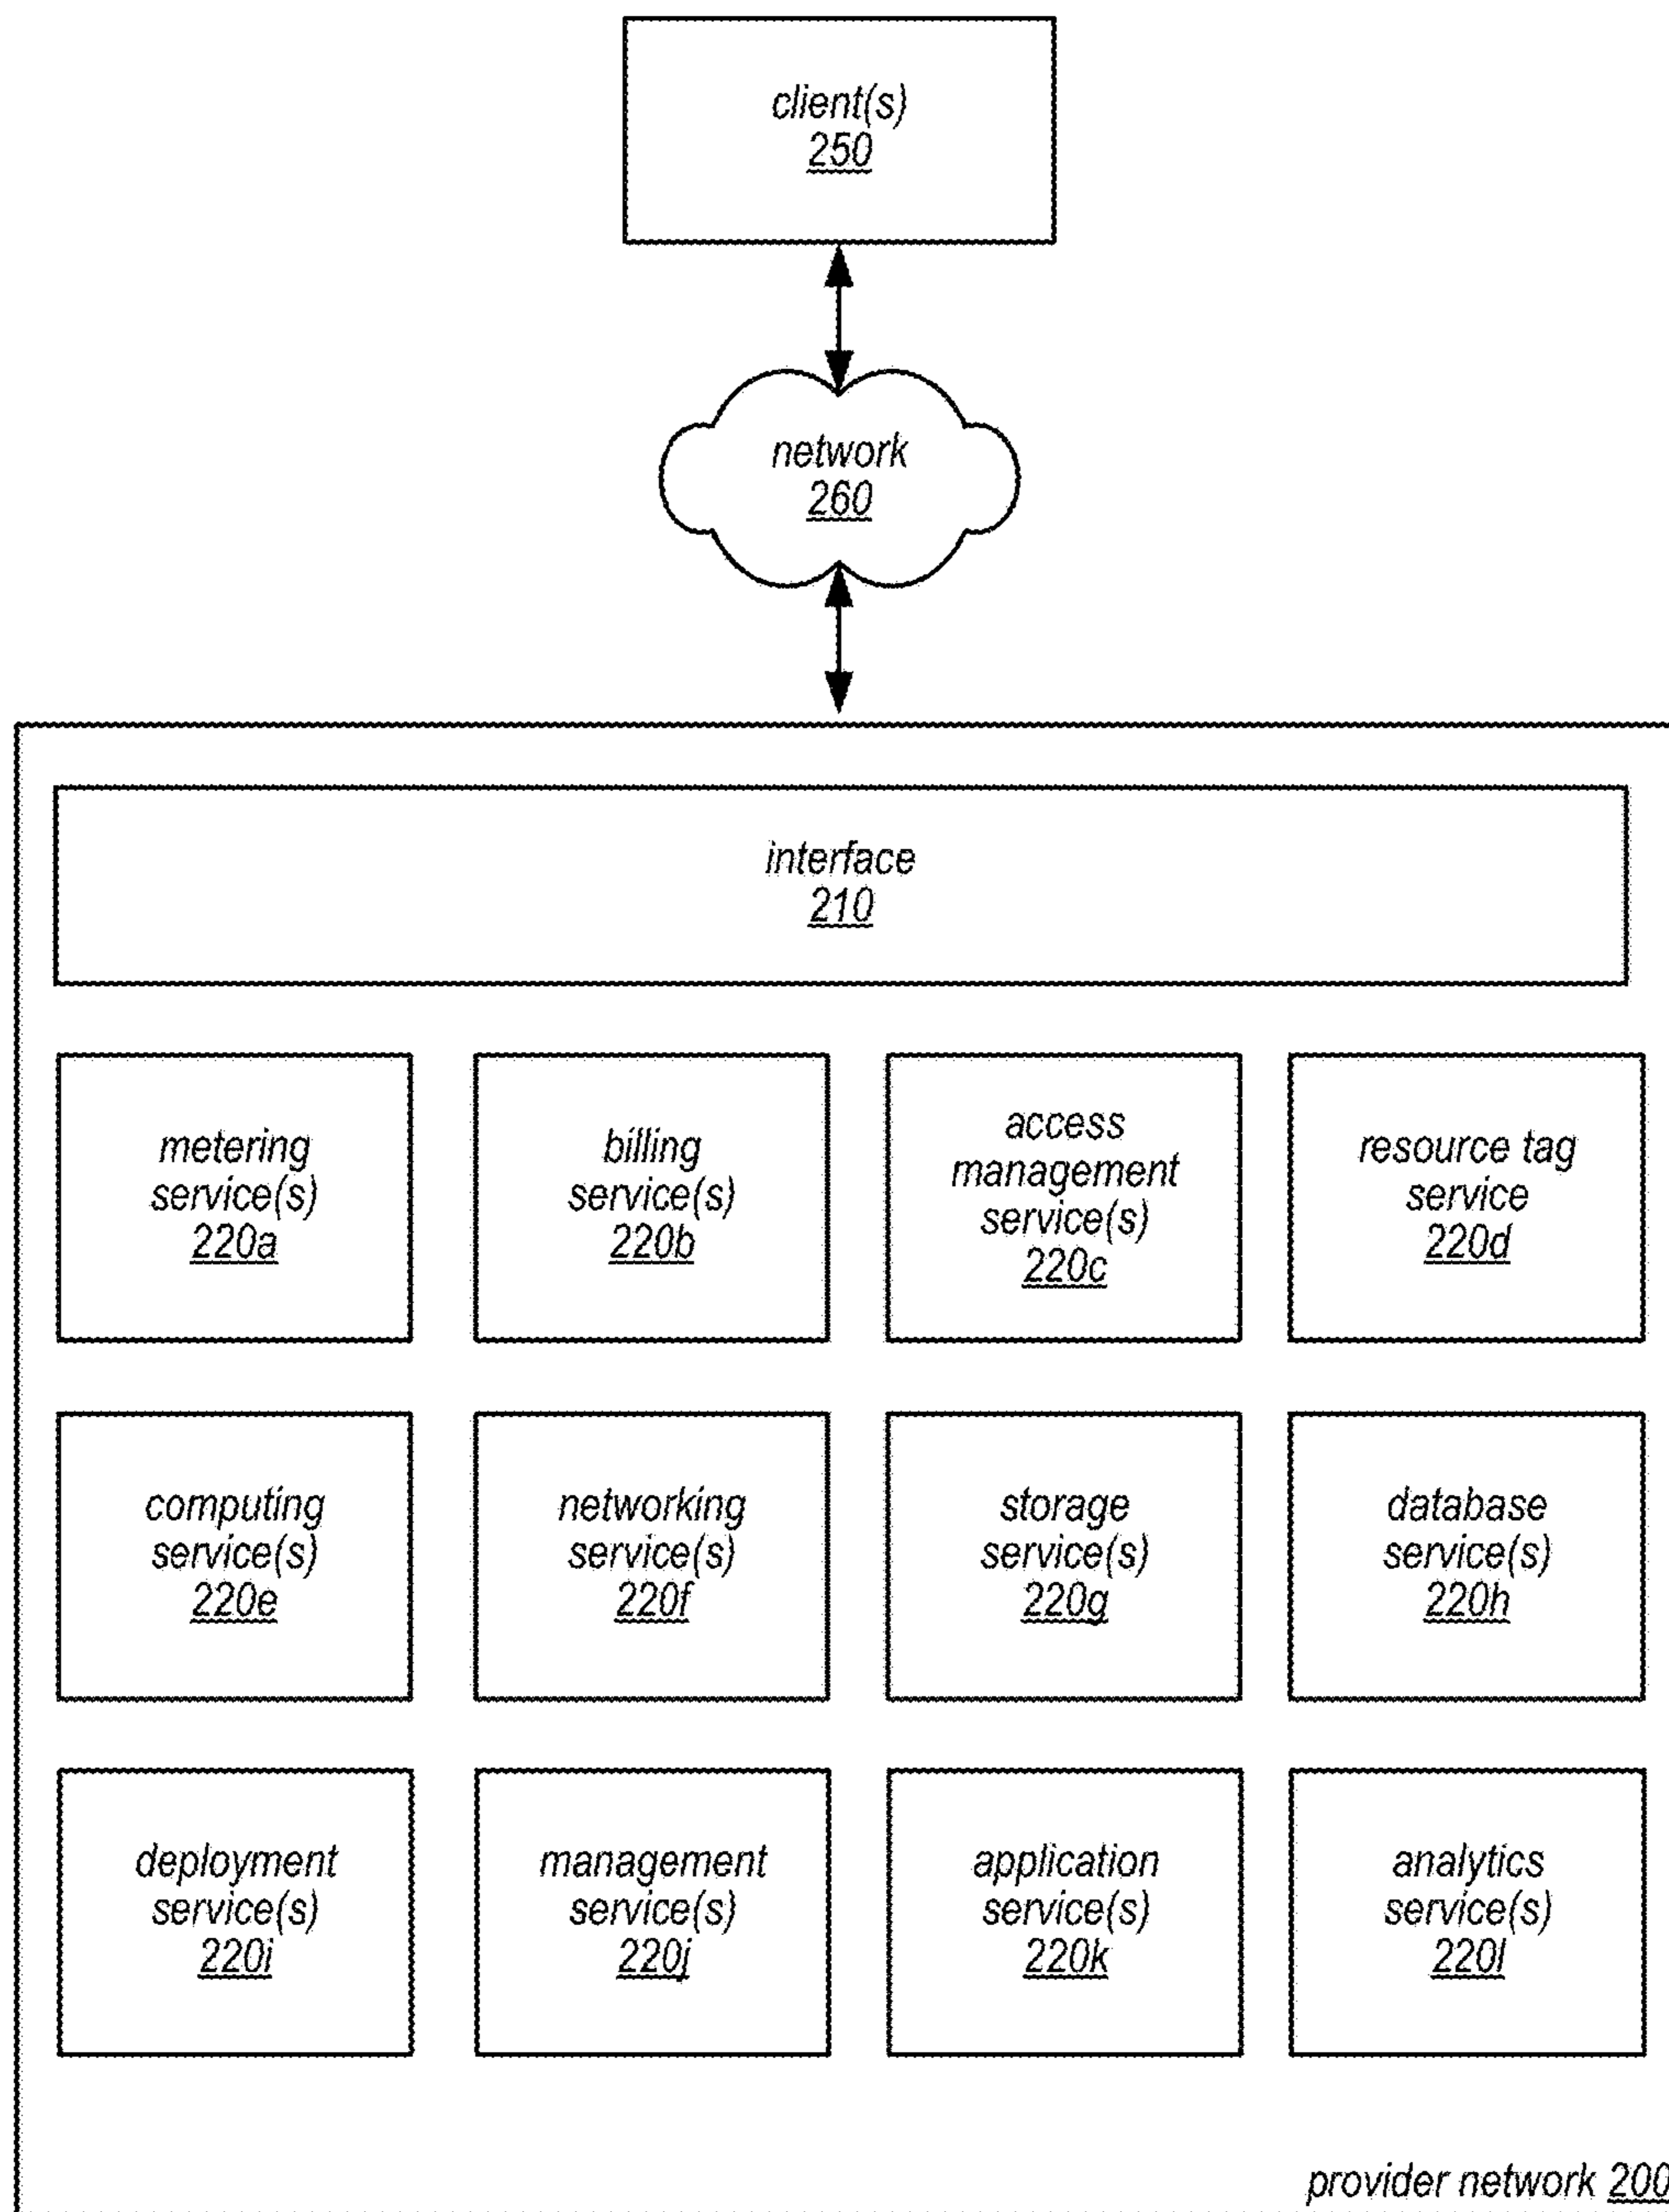 client(s)
250
network
260
interface
210
metering
service(s)
220a
billing
service(s)
220b
access
management
service(s)
220c
resource tag
service
220d
computing
service(s)
220e
networking
service(s)
220f
storage
service(s)
220g
database
service(s)
220h
deployment
service(s)
220i
management
service(s)
220j
application
service(s)
220k
analytics
service(s)
220l
provider network 200